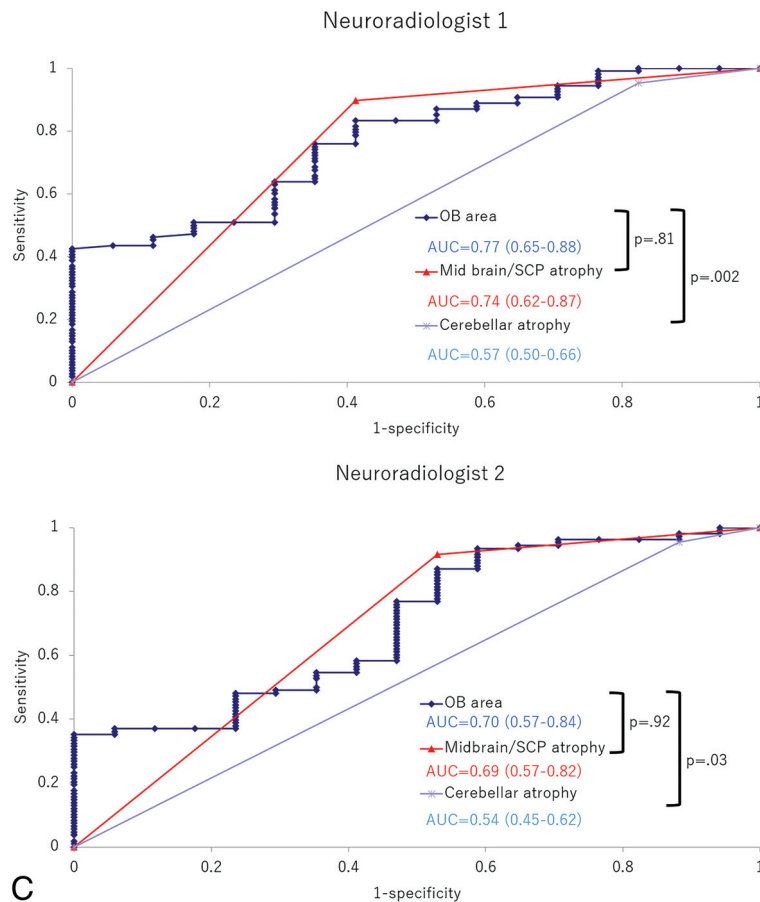 Neuroradiologist 1
1
0.8
0.6
0.4
0.2
0
Sensitivity
OB area
AUC=0.77 (0.65-0.88)
Mid brain/SCP atrophy
AUC=0.74 (0.62-0.87)
Cerebellar atrophy
AUC=0.57 (0.50-0.66)
p=.81
p=.002
0 0.2 0.4 0.6 0.8 1
1-specificity
Neuroradiologist 2
1
0.8
0.6
0.4
0.2
0
Sensitivity
OB area
AUC=0.70 (0.57-0.84)
Midbrain/SCP atrophy
AUC=0.69 (0.57-0.82)
Cerebellar atrophy
AUC=0.54 (0.45-0.62)
p=.92
p=.03
0 0.2 0.4 0.6 0.8 1
1-specificity
C